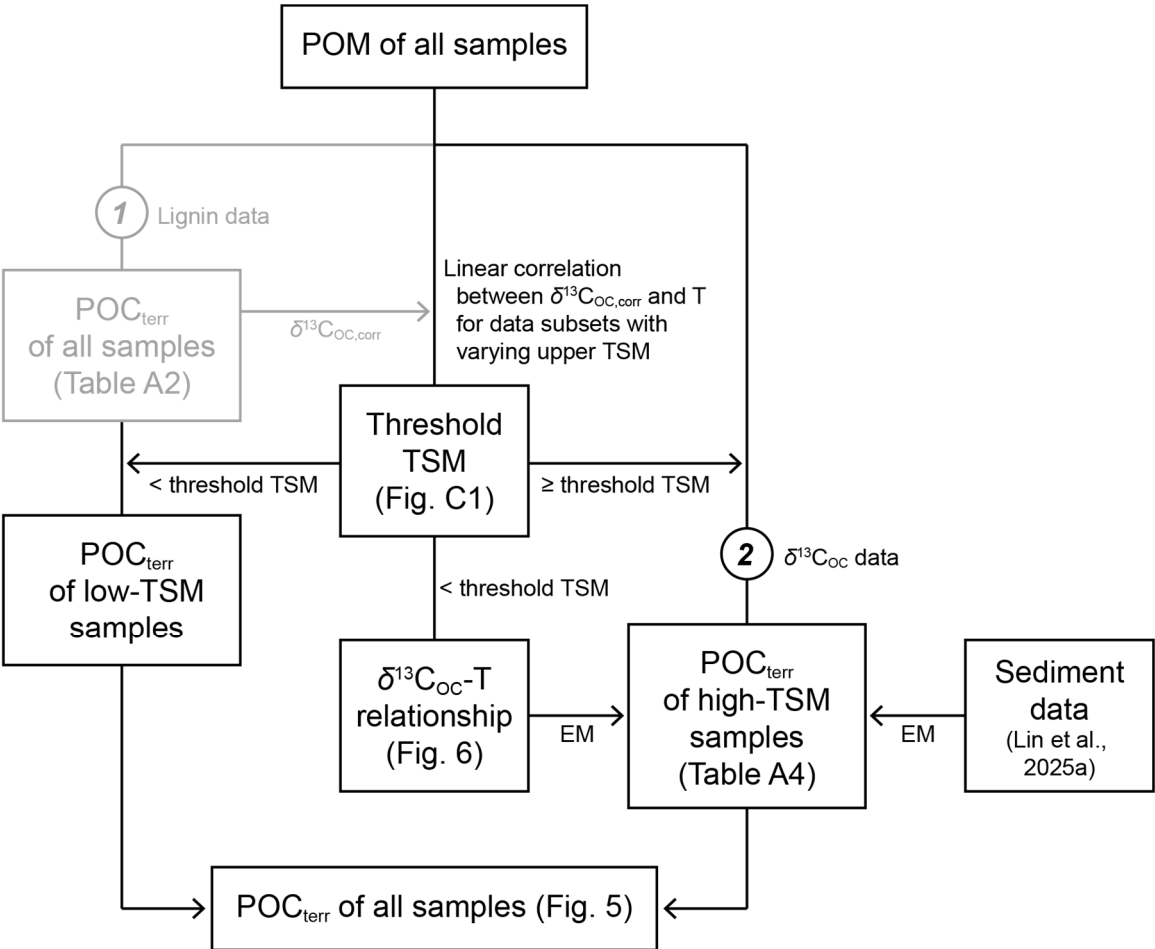 POM of all samples
1
Lignin data
POCterr
of all samples
(Table A2)
δ¹³COC,corr
Linear correlation
between δ¹³COC,corr and T
for data subsets with
varying upper TSM
Threshold
TSM
(Fig. C1)
< threshold TSM
≥ threshold TSM
POCterr
of low-TSM
samples
2
δ¹³COC data
< threshold TSM
δ¹³COC-T
relationship
(Fig. 6)
EM
POCterr
of high-TSM
samples
(Table A4)
EM
Sediment
data
(Lin et al.,
2025a)
POCterr of all samples (Fig. 5)